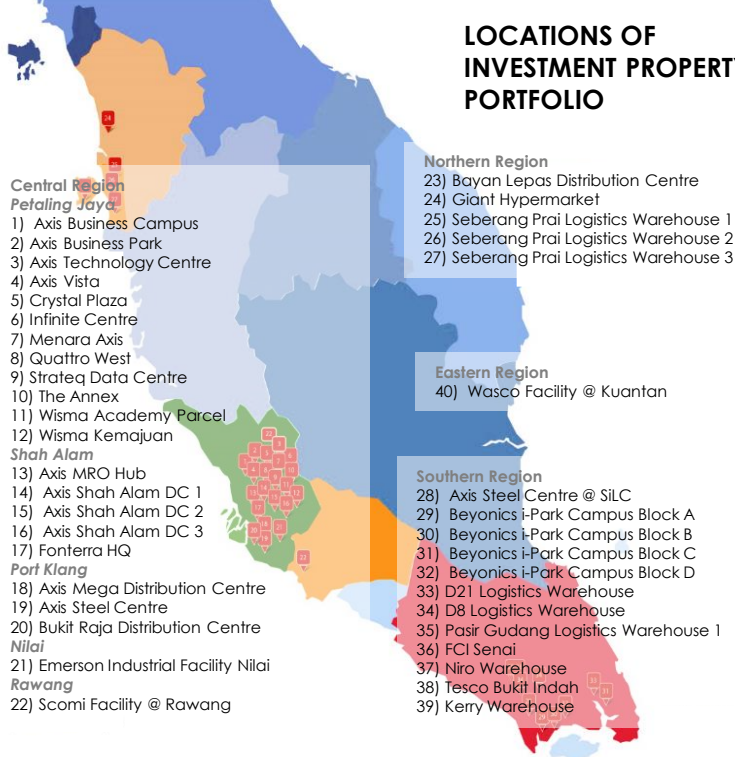 LOCATIONS OF
INVESTMENT PROPERTY
PORTFOLIO
Central Region
Petaling Jaya
1) Axis Business Campus
2) Axis Business Park
3) Axis Technology Centre
4) Axis Vista
5) Crystal Plaza
6) Infinite Centre
7) Menara Axis
8) Quattro West
9) Strateq Data Centre
10) The Annex
11) Wisma Academy Parcel
12) Wisma Kemajuan
Shah Alam
13) Axis MRO Hub
14) Axis Shah Alam DC 1
15) Axis Shah Alam DC 2
16) Axis Shah Alam DC 3
17) Fonterra HQ
Port Klang
18) Axis Mega Distribution Centre
19) Axis Steel Centre
20) Bukit Raja Distribution Centre
Nilai
21) Emerson Industrial Facility Nilai
Rawang
22) Scomi Facility @ Rawang
Northern Region
23) Bayan Lepas Distribution Centre
24) Giant Hypermarket
25) Seberang Prai Logistics Warehouse 1
26) Seberang Prai Logistics Warehouse 2
27) Seberang Prai Logistics Warehouse 3
Eastern Region
40) Wasco Facility @ Kuantan
Southern Region
28) Axis Steel Centre @ SiLC
29) Beyonics i-Park Campus Block A
30) Beyonics i-Park Campus Block B
31) Beyonics i-Park Campus Block C
32) Beyonics i-Park Campus Block D
33) D21 Logistics Warehouse
34) D8 Logistics Warehouse
35) Pasir Gudang Logistics Warehouse 1
36) FCI Senai
37) Niro Warehouse
38) Tesco Bukit Indah
39) Kerry Warehouse
24
25